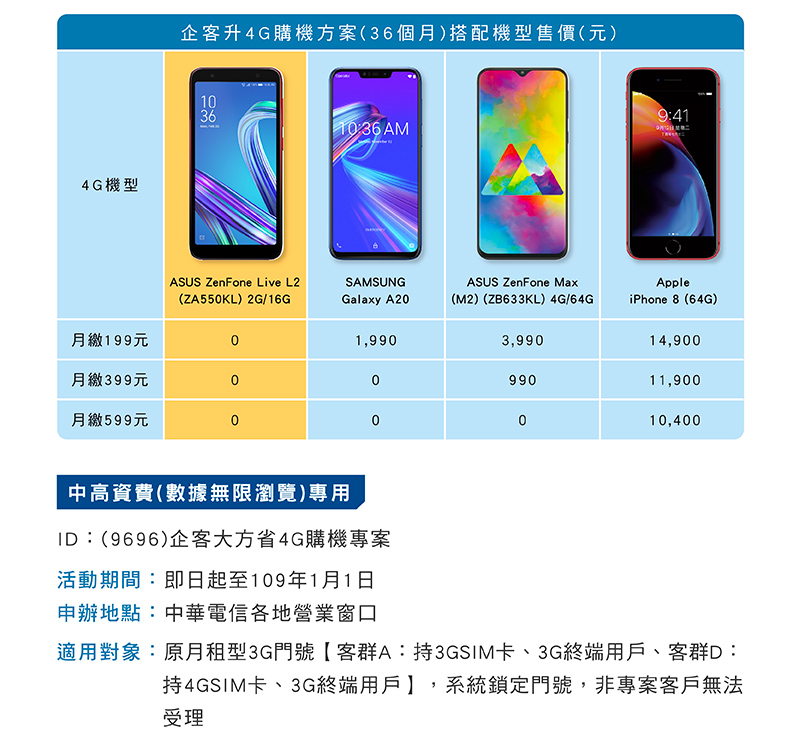 企客升4G購機方案(36個月)搭配機型售價(元)
4G機型
10
36
10:36 AM
9:41
9月12日 星期二
ASUS ZenFone Live L2
(ZA550KL) 2G/16G
SAMSUNG
Galaxy A20
ASUS ZenFone Max
(M2) (ZB633KL) 4G/64G
Apple
iPhone 8 (64G)
月繳199元 0 1,990 3,990 14,900
月繳399元 0 0 990 11,900
月繳599元 0 0 0 10,400
中高資費(數據無限瀏覽)專用
ID：(9696)企客大方省4G購機專案
活動期間：即日起至109年1月1日
申辦地點：中華電信各地營業窗口
適用對象：原月租型3G門號【客群A：持3GSIM卡、3G終端用戶、客群D：
持4GSIM卡、3G終端用戶】，系統鎖定門號，非專案客戶無法
受理